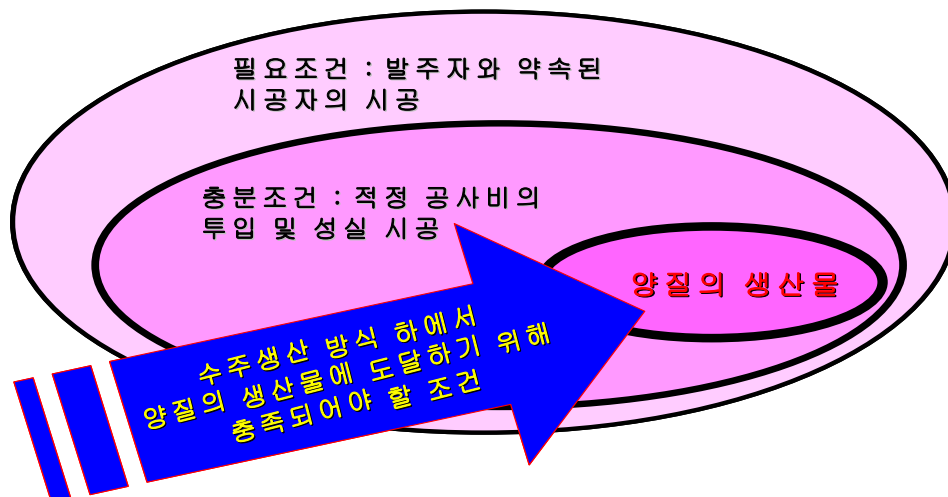 필요조건 : 발주자와 약속된
시공자의 시공
충분조건 : 적정 공사비의
투입 및 성실 시공
양질의 생산물
수주생산 방식 하에서
양질의 생산물에 도달하기 위해
충족되어야 할 조건